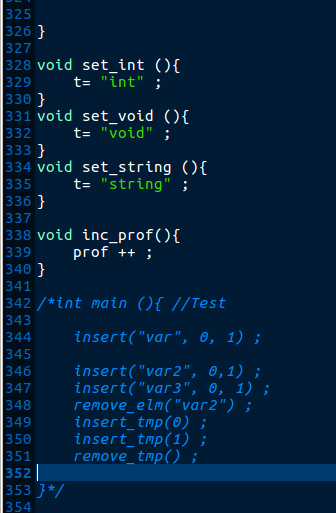 325
326 }
327
328 void set_int (){
329 t= "int" ;
330 }
331 void set_void (){
332 t= "void" ;
333 }
334 void set_string (){
335 t= "string" ;
336 }
337
338 void inc_prof(){
339 prof ++ ;
340 }
341
342 /*int main (){ //Test
343
344 insert("var", 0, 1) ;
345
346 insert("var2", 0,1) ;
347 insert("var3", 0, 1) ;
348 remove_elm("var2") ;
349 insert_tmp(0) ;
350 insert_tmp(1) ;
351 remove_tmp() ;
352
353 }*/
354